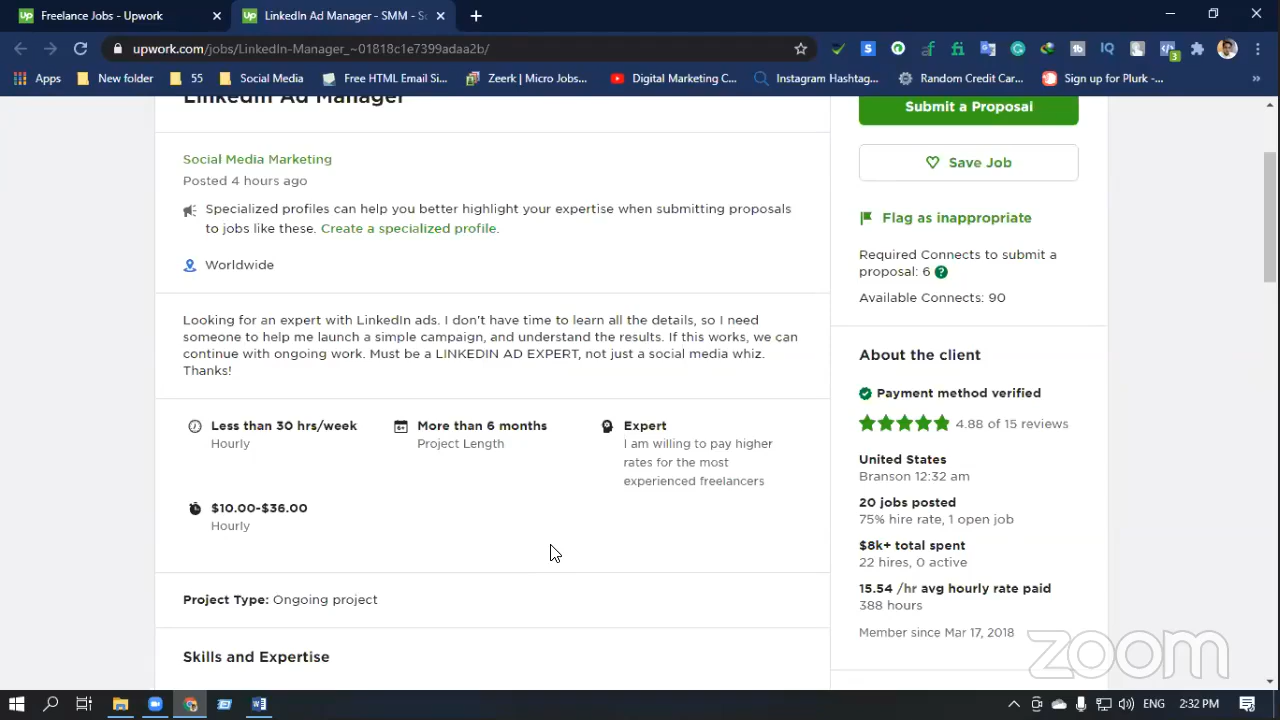 Freelance Jobs - Upwork
LinkedIn Ad Manager - SMM - Sc
upwork.com/jobs/LinkedIn-Manager_~01818c1e7399adaa2b/
Apps
New folder
55
Social Media
Free HTML Email Si...
Zeerk | Micro Jobs...
Digital Marketing C...
Instagram Hashtag...
Random Credit Car...
Sign up for Plurk -...
LinkedIn Ad Manager
Social Media Marketing
Posted 4 hours ago
Specialized profiles can help you better highlight your expertise when submitting proposals
to jobs like these. Create a specialized profile.
Worldwide
Looking for an expert with LinkedIn ads. I don't have time to learn all the details, so I need
someone to help me launch a simple campaign, and understand the results. If this works, we can
continue with ongoing work. Must be a LINKEDIN AD EXPERT, not just a social media whiz.
Thanks!
Less than 30 hrs/week
Hourly
More than 6 months
Project Length
Expert
I am willing to pay higher
rates for the most
experienced freelancers
$10.00-$36.00
Hourly
Project Type: Ongoing project
Skills and Expertise
Submit a Proposal
Save Job
Flag as inappropriate
Required Connects to submit a
proposal: 6
Available Connects: 90
About the client
Payment method verified
4.88 of 15 reviews
United States
Branson 12:32 am
20 jobs posted
75% hire rate, 1 open job
$8k+ total spent
22 hires, 0 active
15.54 /hr avg hourly rate paid
388 hours
Member since Mar 17, 2018
zoom
ENG
2:32 PM